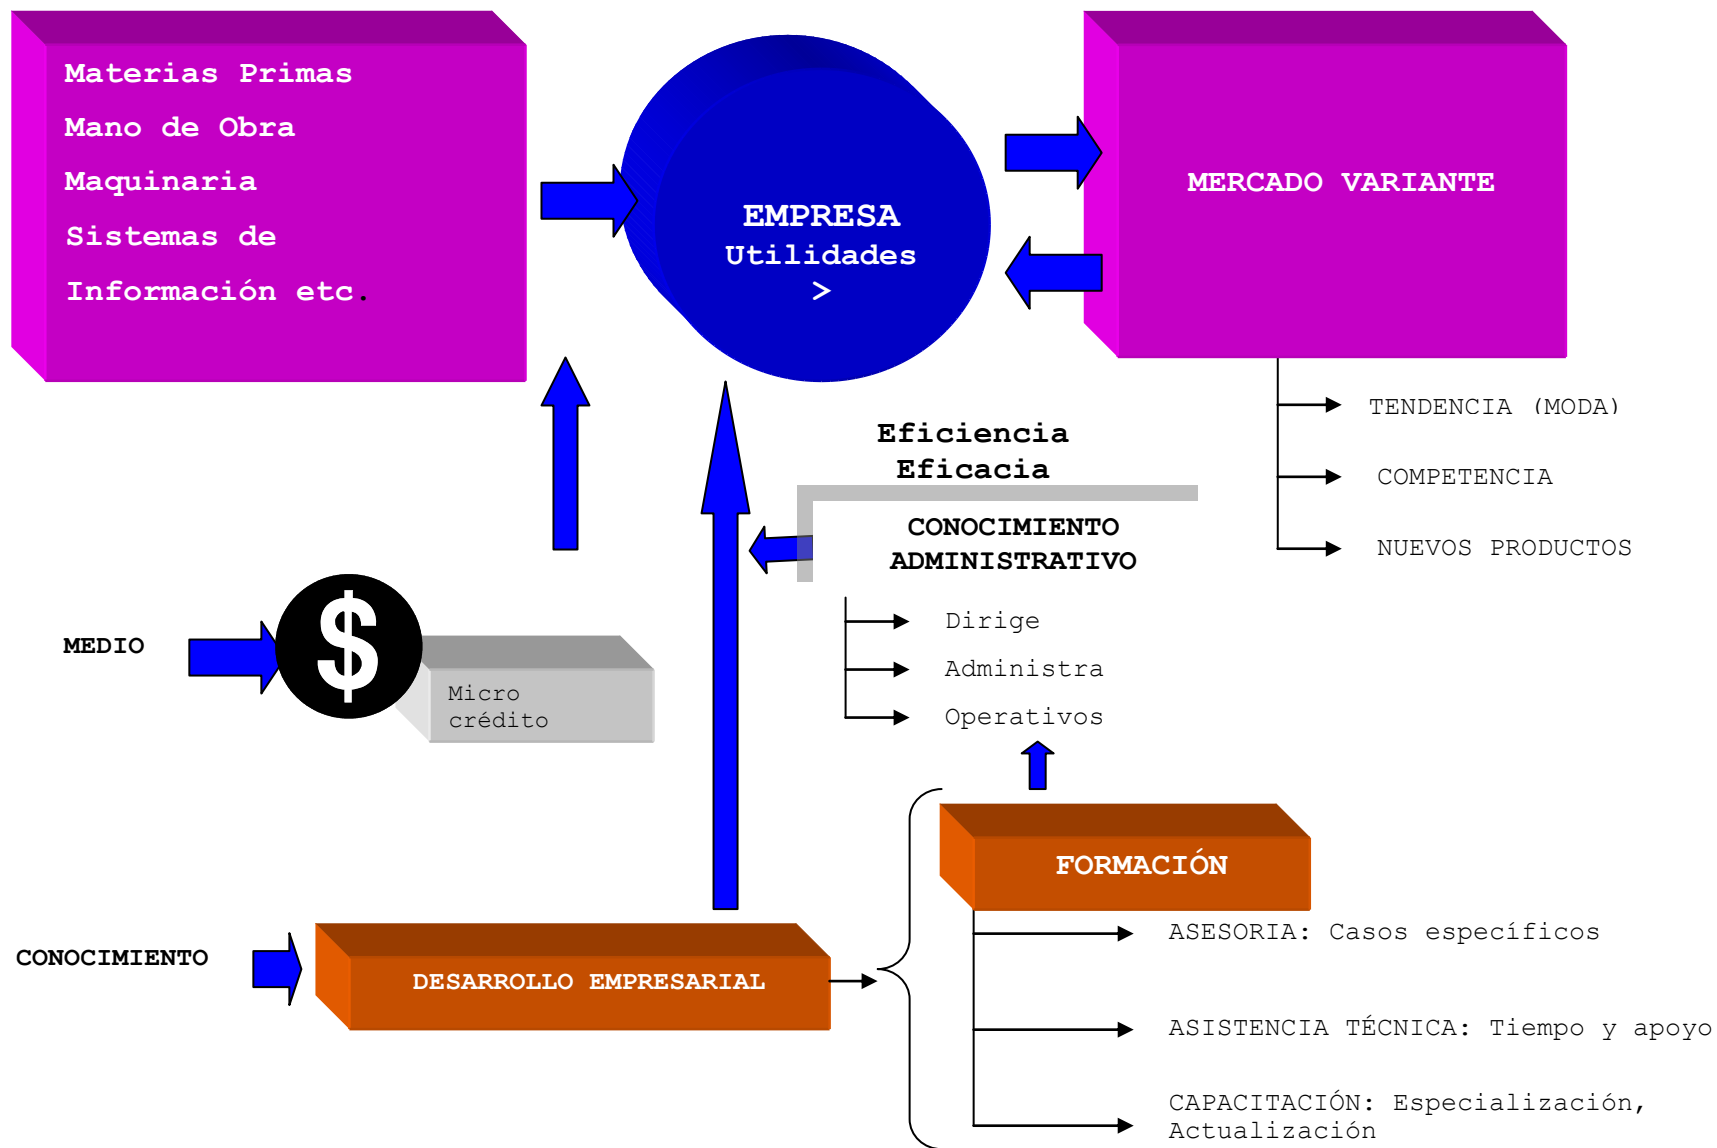 Materias Primas
Mano de Obra
Maquinaria
Sistemas de
Información etc.
EMPRESA
Utilidades
>
MERCADO VARIANTE
TENDENCIA (MODA)
COMPETENCIA
NUEVOS PRODUCTOS
Eficiencia
Eficacia
CONOCIMIENTO
ADMINISTRATIVO
Dirige
Administra
Operativos
MEDIO
$
Micro
crédito
FORMACIÓN
ASESORIA: Casos específicos
ASISTENCIA TÉCNICA: Tiempo y apoyo
CAPACITACIÓN: Especialización,
Actualización
CONOCIMIENTO
DESARROLLO EMPRESARIAL